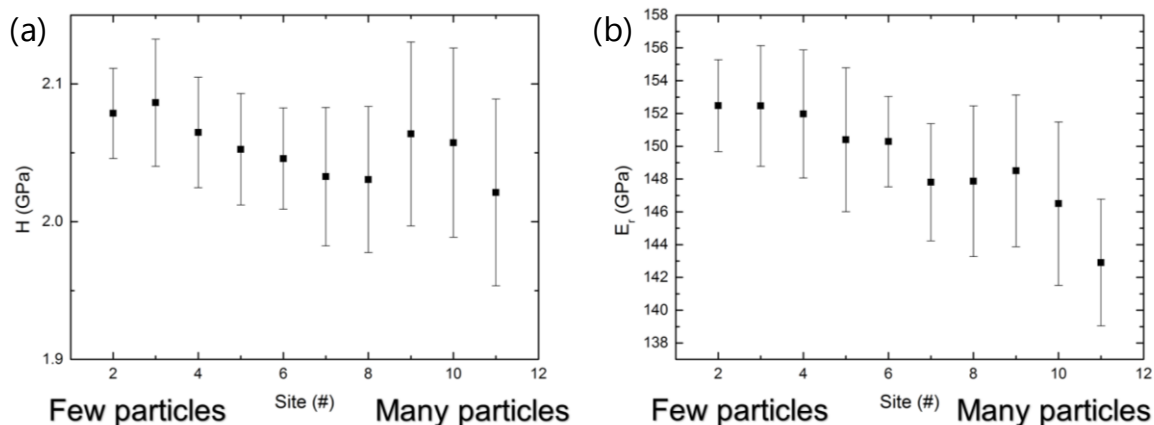 (a)
H (GPa)
2.1
2.0
1.9
2 4 6 8 10 12
Site (#)
Few particles Many particles
(b)
E_r (GPa)
158
156
154
152
150
148
146
144
142
140
138
2 4 6 8 10 12
Site (#)
Few particles Many particles